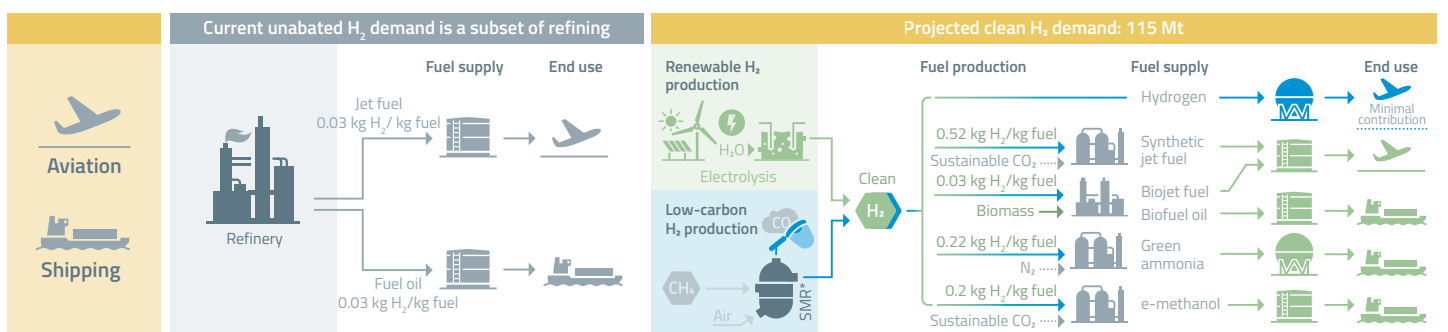 Aviation
Shipping
Current unabated H₂ demand is a subset of refining
Fuel supply
End use
Jet fuel
0.03 kg H₂/ kg fuel
Refinery
Fuel oil
0.03 kg H₂/kg fuel
Projected clean H₂ demand: 115 Mt
Renewable H₂
production
H₂O
Electrolysis
Low-carbon
H₂ production
CO₂
CH₄
Air
SMR*
Clean
H₂
Fuel production
Fuel supply
End use
Hydrogen
Minimal
contribution
0.52 kg H₂/kg fuel
Sustainable CO₂
Synthetic
jet fuel
0.03 kg H₂/kg fuel
Biomass
Biojet fuel
Biofuel oil
0.22 kg H₂/kg fuel
N₂
Green
ammonia
0.2 kg H₂/kg fuel
Sustainable CO₂
e-methanol